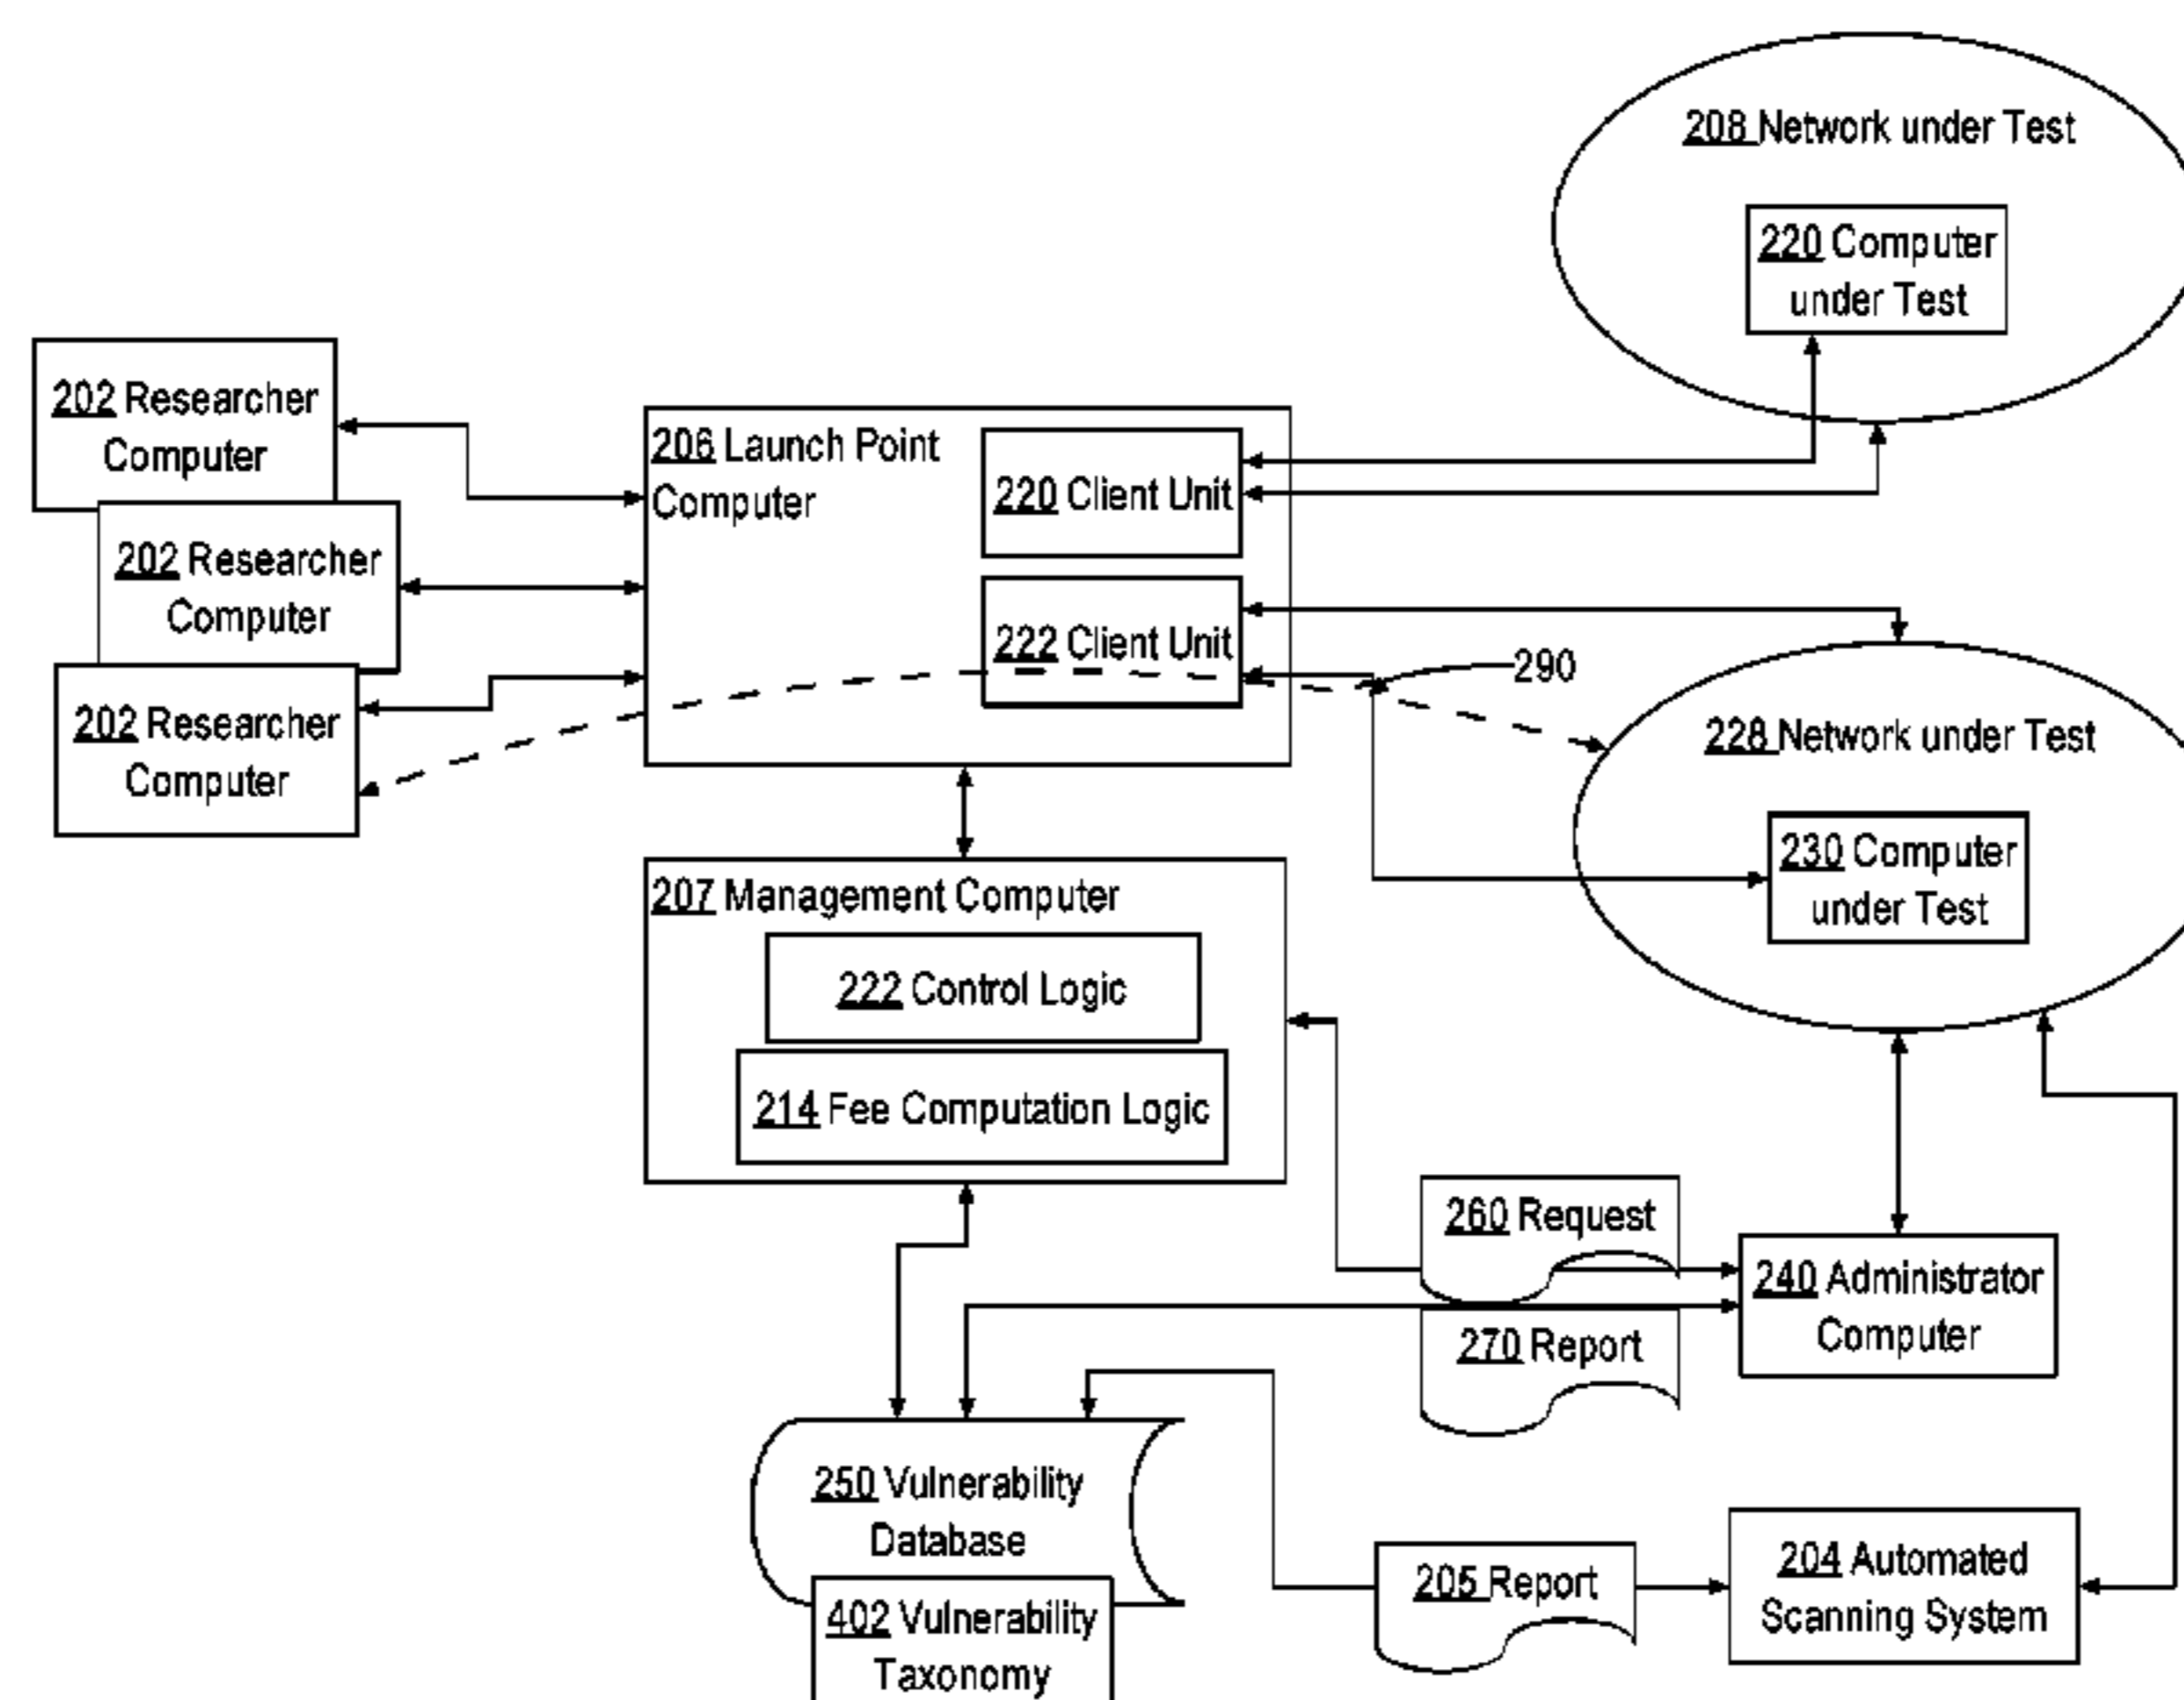 208 Network under Test
220 Computer
under Test
202 Researcher
Computer
202 Researcher
Computer
202 Researcher
Computer
206 Launch Point
Computer
220 Client Unit
222 Client Unit
290
228 Network under Test
230 Computer
under Test
207 Management Computer
222 Control Logic
214 Fee Computation Logic
260 Request
270 Report
240 Administrator
Computer
250 Vulnerability
Database
402 Vulnerability
Taxonomy
205 Report
204 Automated
Scanning System